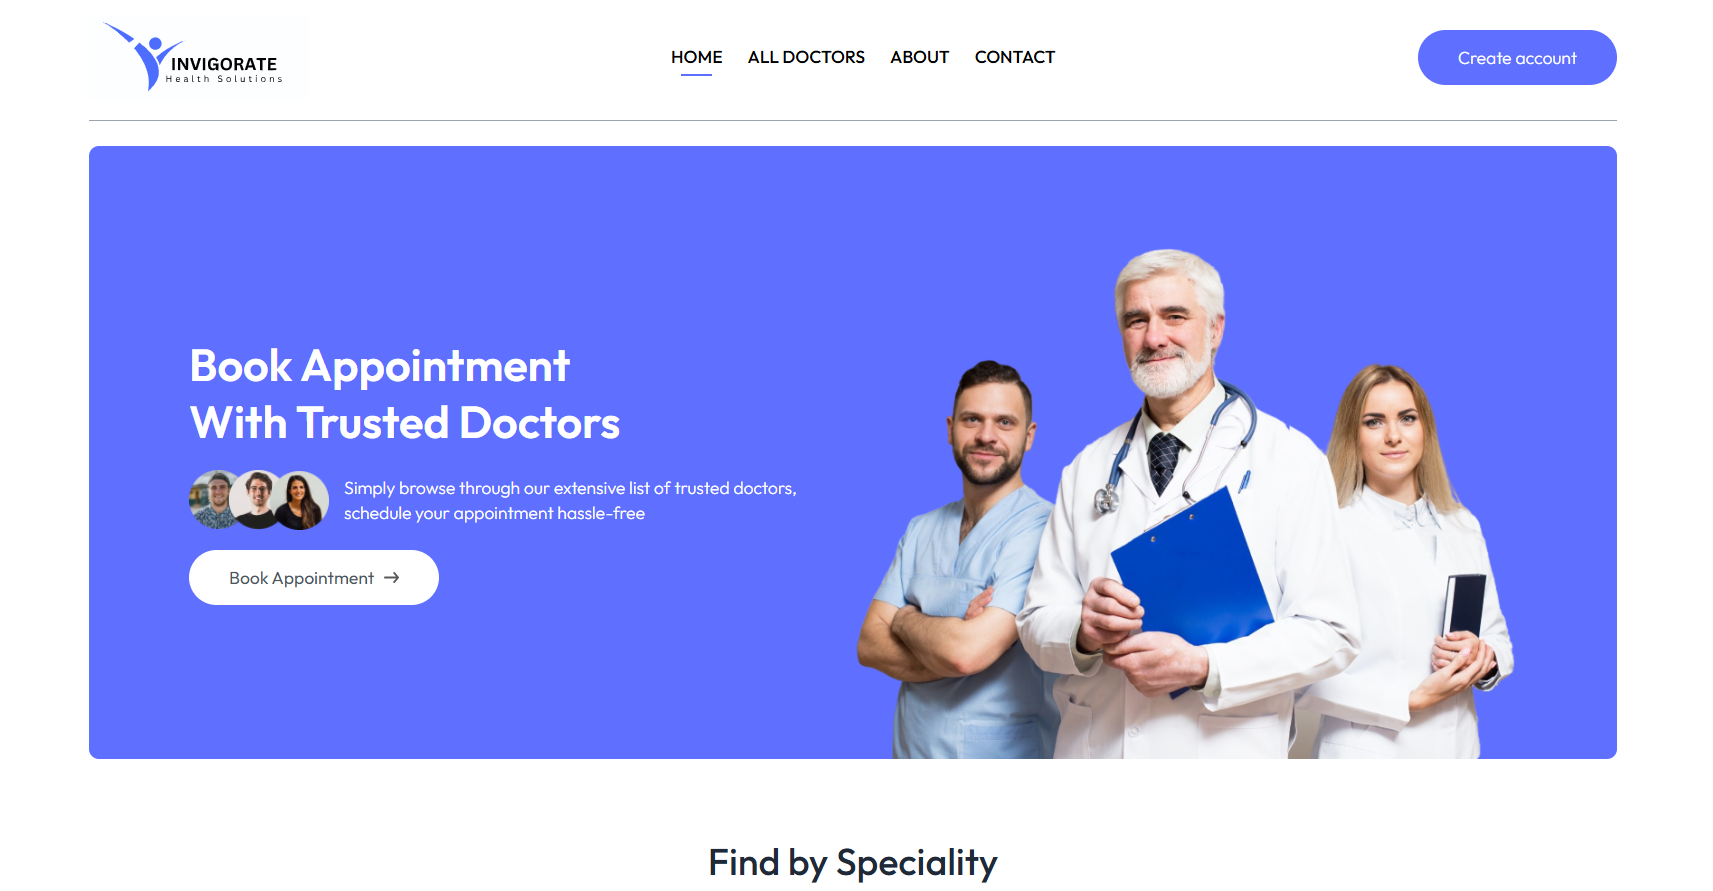 INVIGORATE
Health Solutions
HOME
ALL DOCTORS
ABOUT
CONTACT
Create account
Book Appointment
With Trusted Doctors
Simply browse through our extensive list of trusted doctors,
schedule your appointment hassle-free
Book Appointment →
Find by Speciality